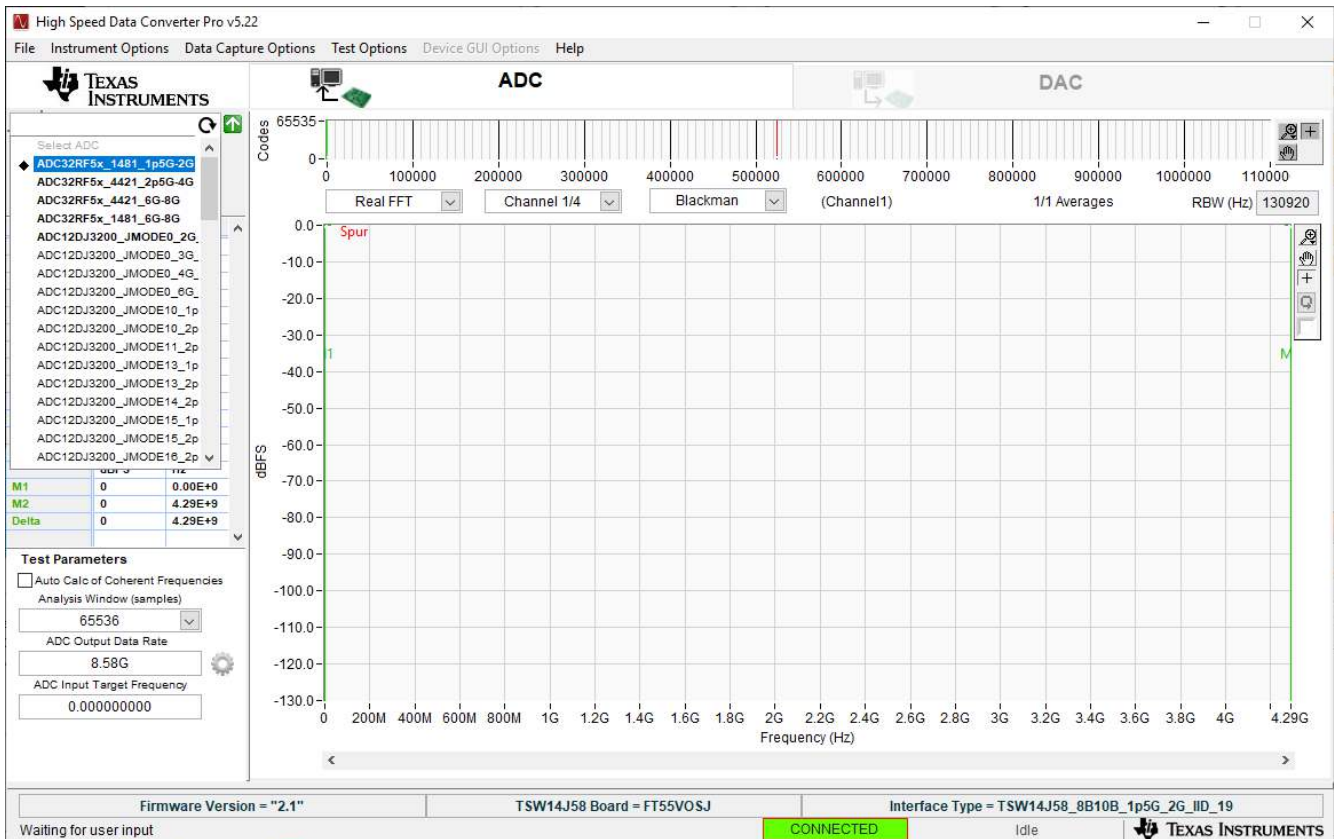 High Speed Data Converter Pro v5.22
File Instrument Options Data Capture Options Test Options Device GUI Options Help
TEXAS
INSTRUMENTS
ADC
DAC
Select ADC
ADC32RF5x_1481_1p5G-2G
ADC32RF5x_4421_2p5G-4G
ADC32RF5x_4421_6G-8G
ADC32RF5x_1481_6G-8G
ADC12DJ3200_JMODE0_2G_
ADC12DJ3200_JMODE0_3G_
ADC12DJ3200_JMODE0_4G_
ADC12DJ3200_JMODE0_6G_
ADC12DJ3200_JMODE10_1p
ADC12DJ3200_JMODE10_2p
ADC12DJ3200_JMODE11_2p
ADC12DJ3200_JMODE13_1p
ADC12DJ3200_JMODE13_2p
ADC12DJ3200_JMODE14_2p
ADC12DJ3200_JMODE15_1p
ADC12DJ3200_JMODE15_2p
ADC12DJ3200_JMODE16_2p
dBFS Hz
M1 0 0.00E+0
M2 0 4.29E+9
Delta 0 4.29E+9
Test Parameters
Auto Calc of Coherent Frequencies
Analysis Window (samples)
65536
ADC Output Data Rate
8.58G
ADC Input Target Frequency
0.000000000
Codes
65535
0
0 100000 200000 300000 400000 500000 600000 700000 800000 900000 1000000 110000
Real FFT Channel 1/4 Blackman (Channel1) 1/1 Averages RBW (Hz) 130920
dBFS
0.0
-10.0
-20.0
-30.0
-40.0
-50.0
-60.0
-70.0
-80.0
-90.0
-100.0
-110.0
-120.0
-130.0
Spur
1
M
0 200M 400M 600M 800M 1G 1.2G 1.4G 1.6G 1.8G 2G 2.2G 2.4G 2.6G 2.8G 3G 3.2G 3.4G 3.6G 3.8G 4G 4.29G
Frequency (Hz)
Firmware Version = "2.1" TSW14J58 Board = FT55VOSJ Interface Type = TSW14J58_8B10B_1p5G_2G_IID_19
Waiting for user input CONNECTED Idle TEXAS INSTRUMENTS